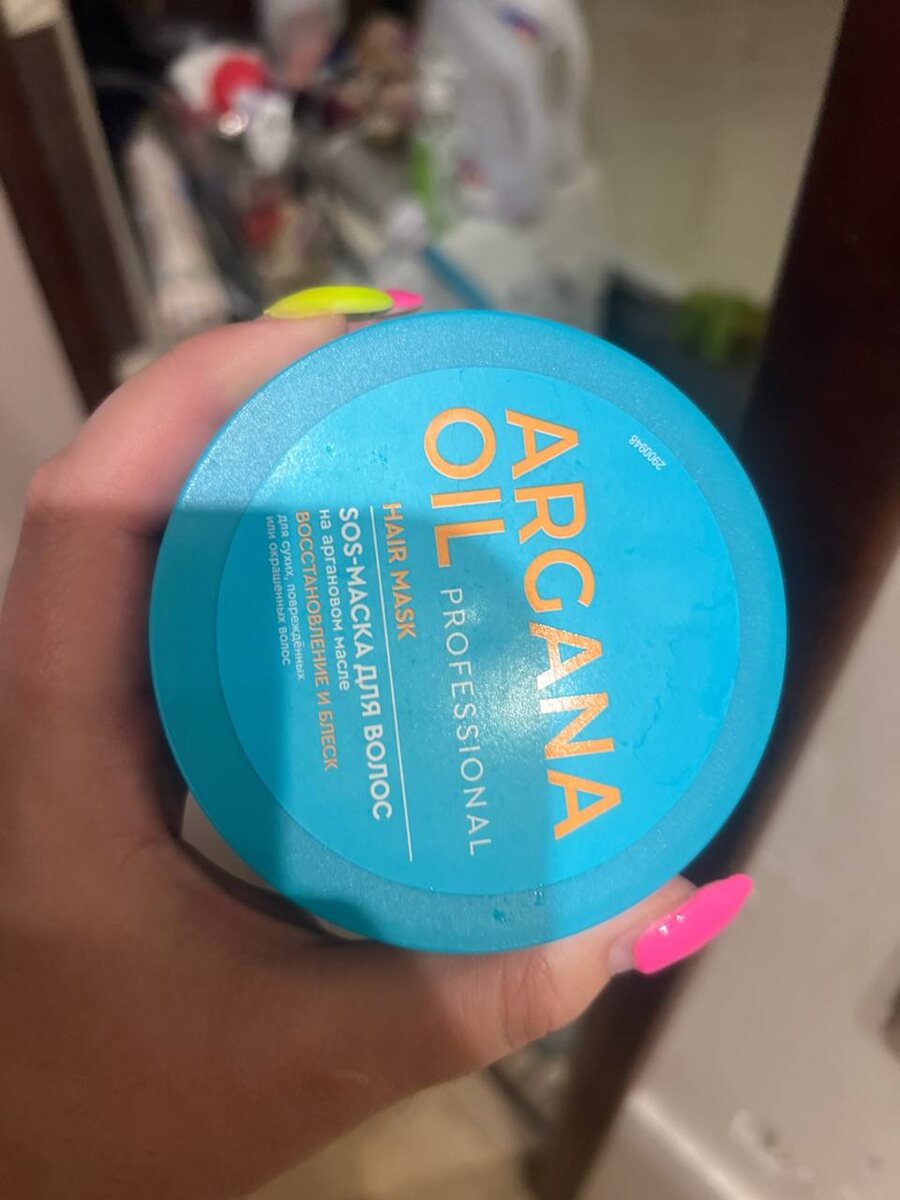 2900948
ARGANA
OIL PROFESSIONAL
HAIR MASK
SOS-МАСКА ДЛЯ ВОЛОС
на аргановом масле
ВОССТАНОВЛЕНИЕ И БЛЕСК
для сухих, повреждённых
или окрашенных волос